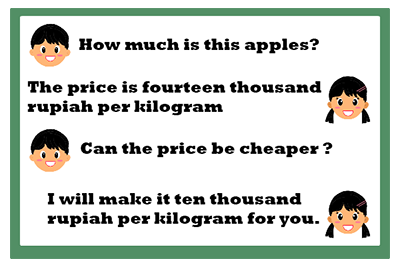 How much is this apples?
The price is fourteen thousand
rupiah per kilogram
Can the price be cheaper ?
I will make it ten thousand
rupiah per kilogram for you.